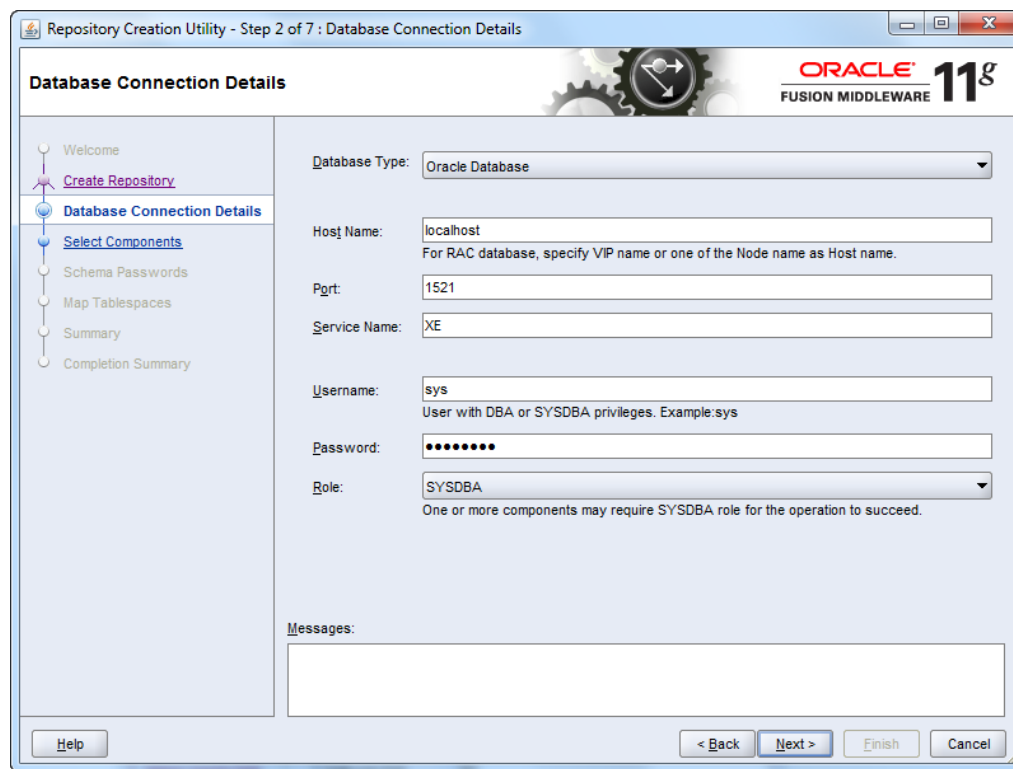 Repository Creation Utility - Step 2 of 7 : Database Connection Details
Database Connection Details
ORACLE
FUSION MIDDLEWARE 11g
Welcome
Create Repository
Database Connection Details
Select Components
Schema Passwords
Map Tablespaces
Summary
Completion Summary
Database Type: Oracle Database
Host Name: localhost
For RAC database, specify VIP name or one of the Node name as Host name.
Port: 1521
Service Name: XE
Username: sys
User with DBA or SYSDBA privileges. Example:sys
Password: ••••••••
Role: SYSDBA
One or more components may require SYSDBA role for the operation to succeed.
Messages:
Help < Back Next > Finish Cancel